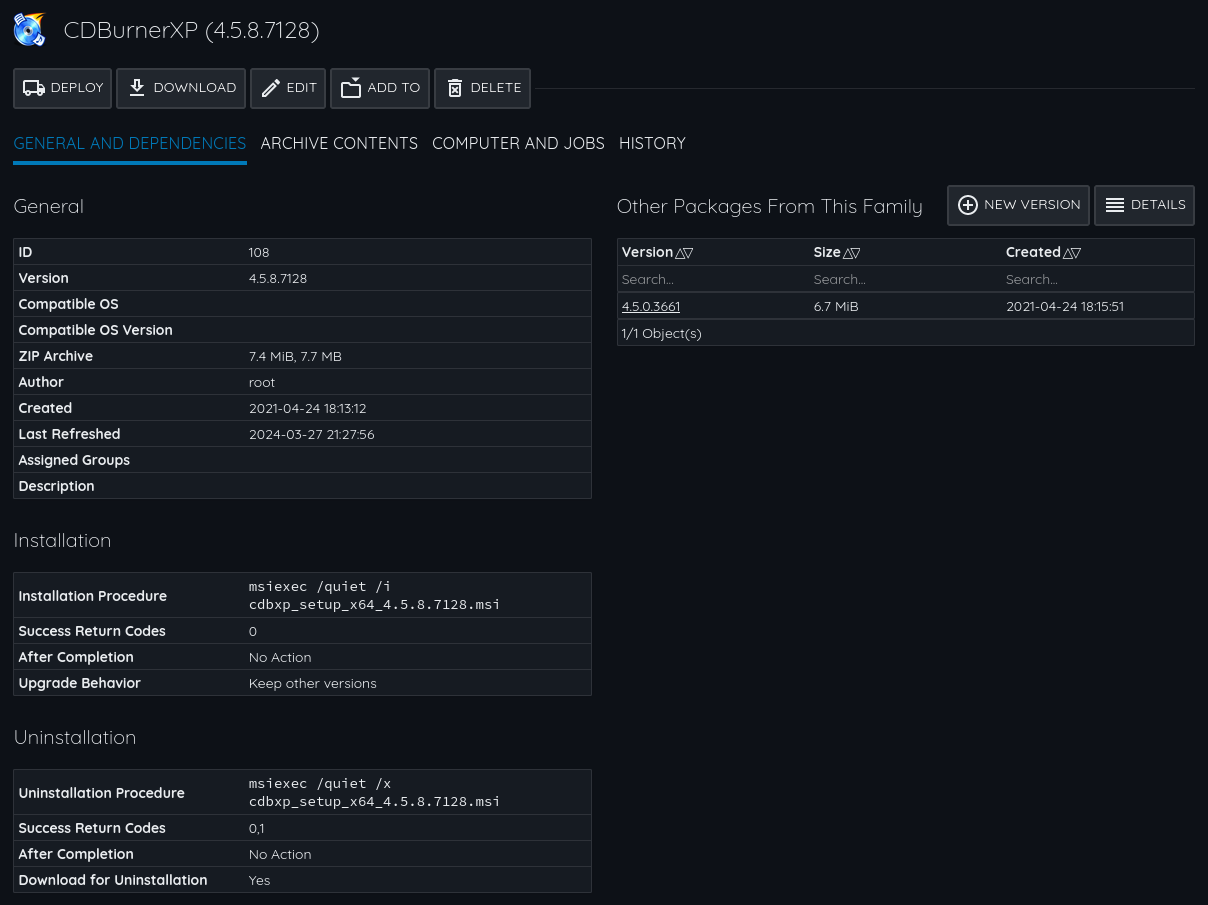 CDBurnerXP (4.5.8.7128)
DEPLOY DOWNLOAD EDIT ADD TO DELETE
GENERAL AND DEPENDENCIES ARCHIVE CONTENTS COMPUTER AND JOBS HISTORY
General
ID 108
Version 4.5.8.7128
Compatible OS
Compatible OS Version
ZIP Archive 7.4 MiB, 7.7 MB
Author root
Created 2021-04-24 18:13:12
Last Refreshed 2024-03-27 21:27:56
Assigned Groups
Description
Installation
Installation Procedure msiexec /quiet /i
cdbxp_setup_x64_4.5.8.7128.msi
Success Return Codes 0
After Completion No Action
Upgrade Behavior Keep other versions
Uninstallation
Uninstallation Procedure msiexec /quiet /x
cdbxp_setup_x64_4.5.8.7128.msi
Success Return Codes 0,1
After Completion No Action
Download for Uninstallation Yes
Other Packages From This Family NEW VERSION DETAILS
Version Size Created
Search... Search... Search...
4.5.0.3661 6.7 MiB 2021-04-24 18:15:51
1/1 Object(s)